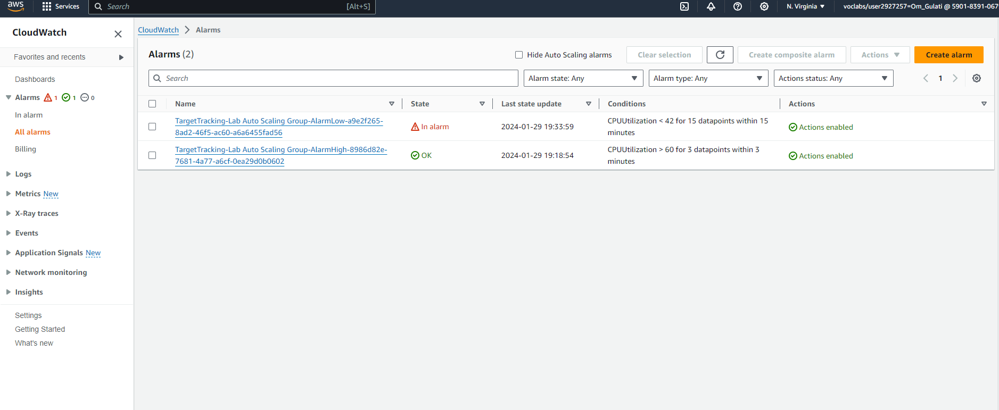 aws
Services
Search
[Alt+S]
N. Virginia
voclabs/user2927257=Om_Gulati @ 5901-8391-067
CloudWatch
Favorites and recents
Dashboards
Alarms 1 1 0
In alarm
All alarms
Billing
Logs
Metrics New
X-Ray traces
Events
Application Signals New
Network monitoring
Insights
Settings
Getting Started
What's new
CloudWatch > Alarms
Alarms (2)
Hide Auto Scaling alarms
Clear selection
Create composite alarm
Actions
Create alarm
Search
Alarm state: Any
Alarm type: Any
Actions status: Any
1
Name
State
Last state update
Conditions
Actions
TargetTracking-Lab Auto Scaling Group-AlarmLow-a9e2f265-
8ad2-46f5-ac60-a6a6455fad56
In alarm
2024-01-29 19:33:59
CPUUtilization < 42 for 15 datapoints within 15
minutes
Actions enabled
TargetTracking-Lab Auto Scaling Group-AlarmHigh-8986d82e-
7681-4a77-a6cf-0ea29d0b0602
OK
2024-01-29 19:18:54
CPUUtilization > 60 for 3 datapoints within 3
minutes
Actions enabled